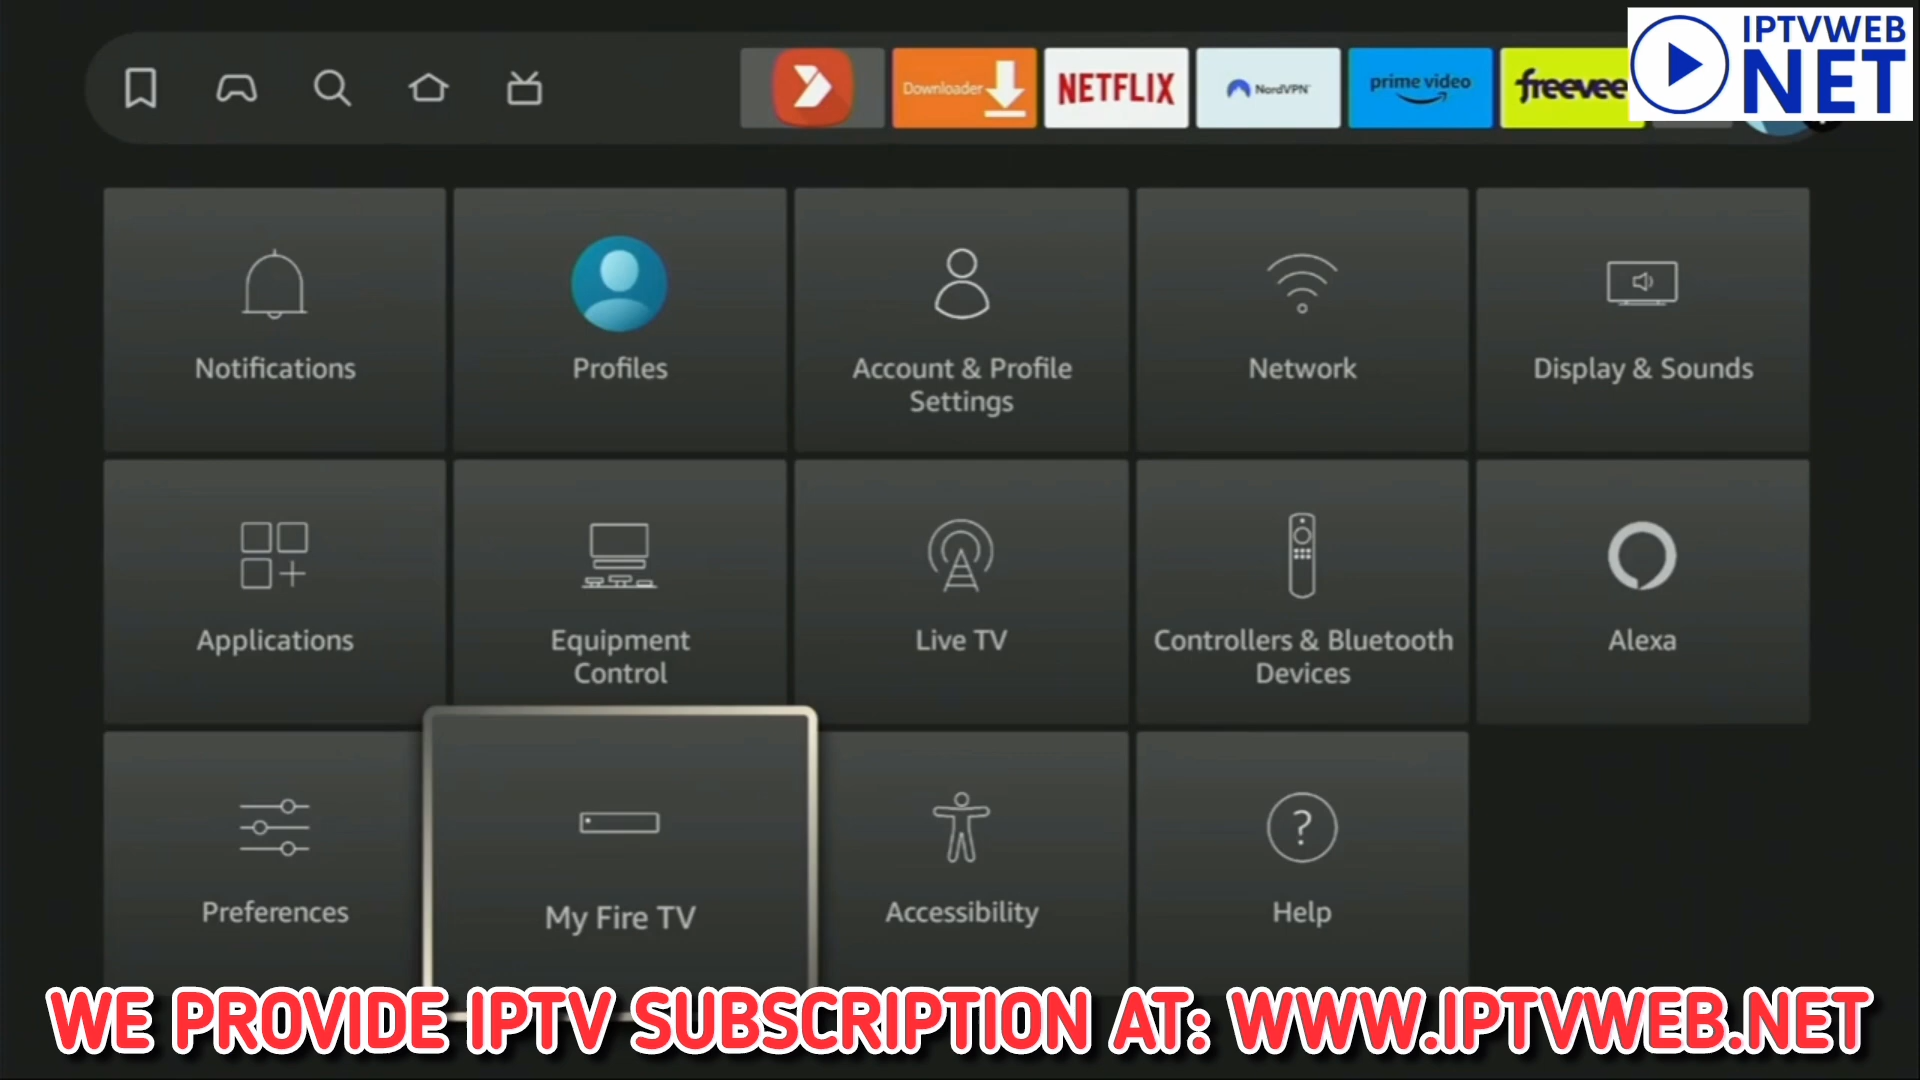 Downloader
NETFLIX
NordVPN
prime video
freevee
IPTVWEB
NET
Notifications
Profiles
Account & Profile
Settings
Network
Display & Sounds
Applications
Equipment
Control
Live TV
Controllers & Bluetooth
Devices
Alexa
Preferences
My Fire TV
Accessibility
?
Help
WE PROVIDE IPTV SUBSCRIPTION AT: WWW.IPTVWEB.NET